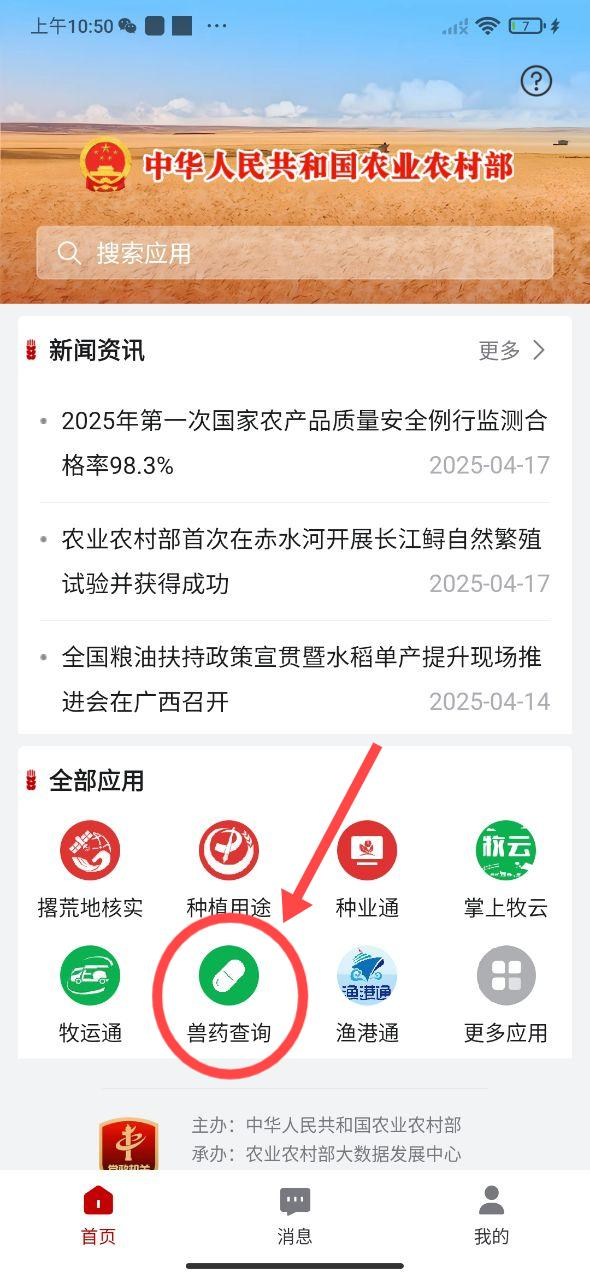 上午10:50
7
中华人民共和国农业农村部
搜索应用
新闻资讯
更多
2025年第一次国家农产品质量安全例行监测合
格率98.3%
2025-04-17
农业农村部首次在赤水河开展长江鲟自然繁殖
试验并获得成功
2025-04-17
全国粮油扶持政策宣贯暨水稻单产提升现场推
进会在广西召开
2025-04-14
全部应用
牧云
撂荒地核实
种植用途
种业通
掌上牧云
渔港通
牧运通
兽药查询
渔港通
更多应用
主办：中华人民共和国农业农村部
承办：农业农村部大数据发展中心
党政机关
首页
消息
我的